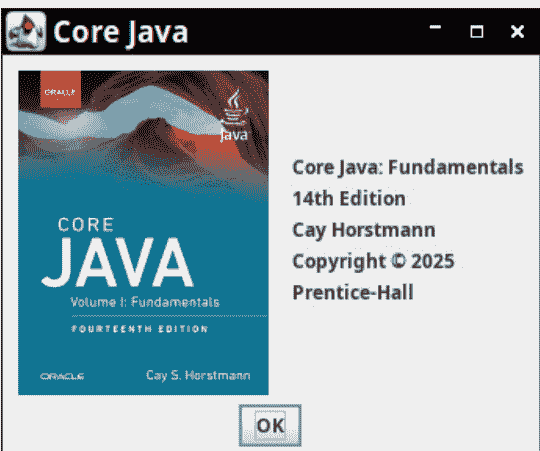 Core Java
ORACLE
Java
CORE
JAVA
Volume I: Fundamentals
FOURTEENTH EDITION
ORACLE Cay S. Horstmann
Core Java: Fundamentals
14th Edition
Cay Horstmann
Copyright © 2025
Prentice-Hall
OK